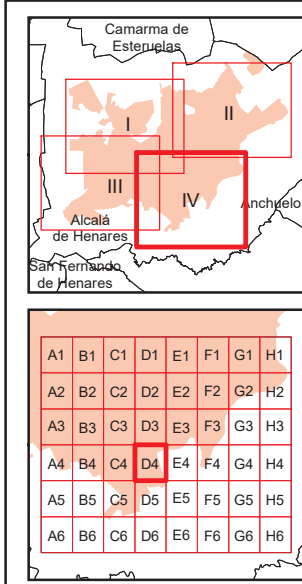 Camarma de
Esteruelas
I
II
III
IV
Anchuelo
Alcalá
de Henares
San Fernando
de Henares
A1 B1 C1 D1 E1 F1 G1 H1
A2 B2 C2 D2 E2 F2 G2 H2
A3 B3 C3 D3 E3 F3 G3 H3
A4 B4 C4 D4 E4 F4 G4 H4
A5 B5 C5 D5 E5 F5 G5 H5
A6 B6 C6 D6 E6 F6 G6 H6